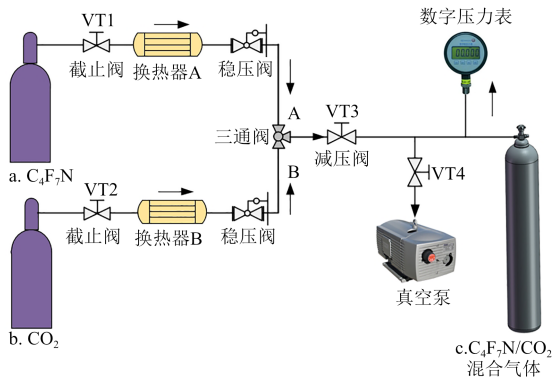 数字压力表
VT1
截止阀
换热器A
稳压阀
a. C₄F₇N
A
三通阀
VT3
减压阀
B
VT2
截止阀
换热器B
稳压阀
VT4
b. CO₂
真空泵
c.C₄F₇N/CO₂
混合气体